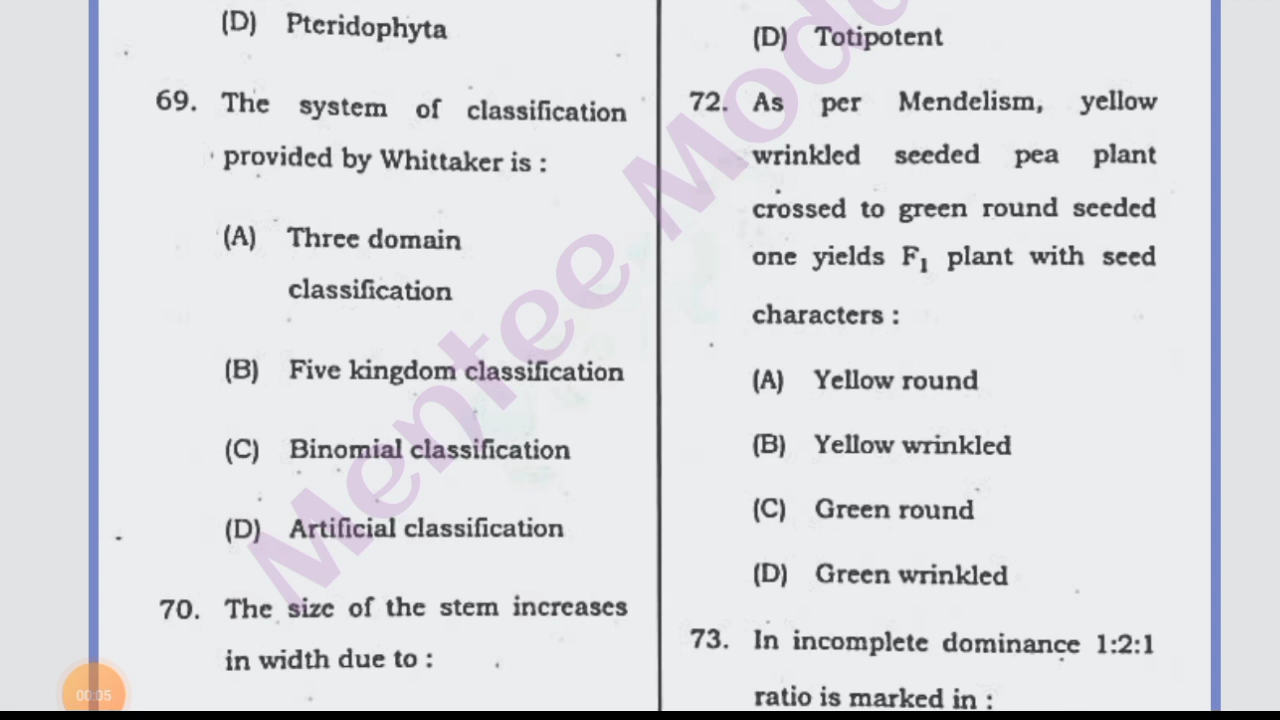 (D) Pteridophyta
69. The system of classification
provided by Whittaker is :
(A) Three domain
classification
(B) Five kingdom classification
(C) Binomial classification
(D) Artificial classification
70. The size of the stem increases
in width due to :
(D) Totipotent
72. As per Mendelism, yellow
wrinkled seeded pea plant
crossed to green round seeded
one yields F₁ plant with seed
characters :
(A) Yellow round
(B) Yellow wrinkled
(C) Green round
(D) Green wrinkled
73. In incomplete dominance 1:2:1
ratio is marked in :
Mentee
00:05